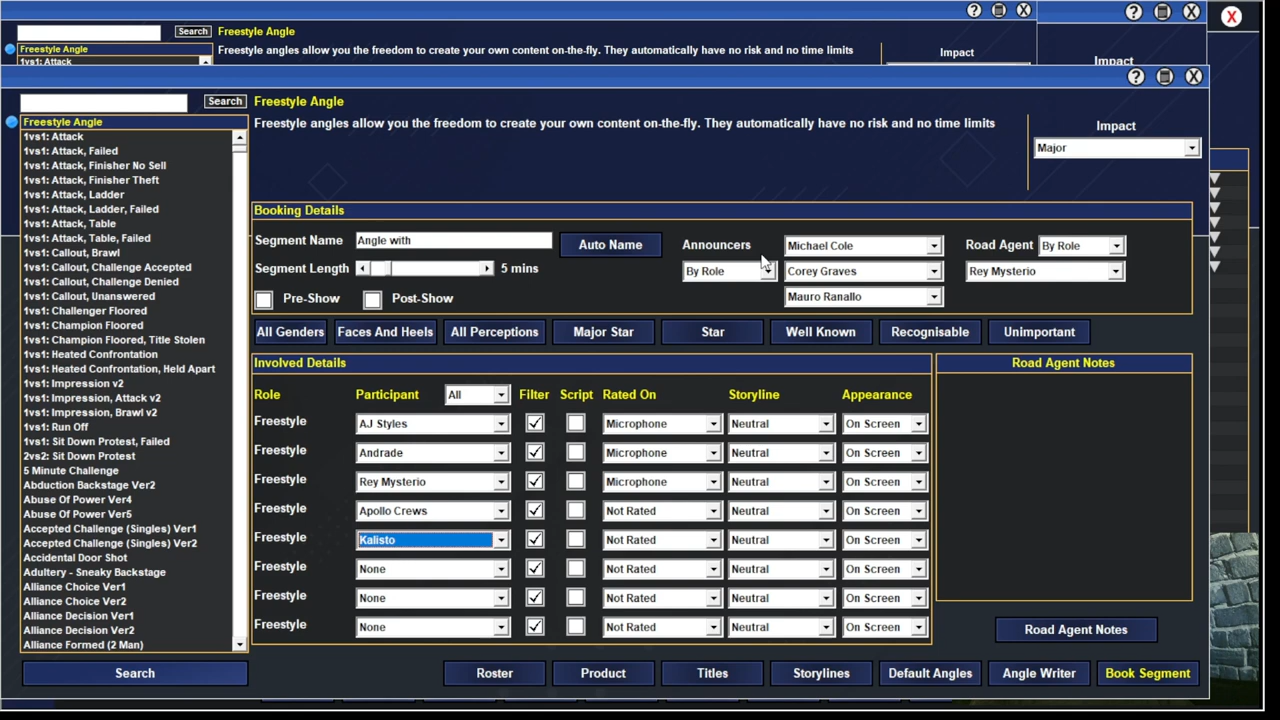 ? X
? X
X
Search Freestyle Angle
Freestyle Angle
Freestyle angles allow you the freedom to create your own content on-the-fly. They automatically have no risk and no time limits
Impact
Impact
1vs1: Attack
? X
Search Freestyle Angle
Freestyle Angle
Freestyle angles allow you the freedom to create your own content on-the-fly. They automatically have no risk and no time limits
Impact
Major
1vs1: Attack
1vs1: Attack, Failed
1vs1: Attack, Finisher No Sell
1vs1: Attack, Finisher Theft
1vs1: Attack, Ladder
1vs1: Attack, Ladder, Failed
1vs1: Attack, Table
1vs1: Attack, Table, Failed
1vs1: Callout, Brawl
1vs1: Callout, Challenge Accepted
1vs1: Callout, Challenge Denied
1vs1: Callout, Unanswered
1vs1: Challenger Floored
1vs1: Champion Floored
1vs1: Champion Floored, Title Stolen
1vs1: Heated Confrontation
1vs1: Heated Confrontation, Held Apart
1vs1: Impression v2
1vs1: Impression, Attack v2
1vs1: Impression, Brawl v2
1vs1: Run Off
1vs1: Sit Down Protest, Failed
2vs2: Sit Down Protest
5 Minute Challenge
Abduction Backstage Ver2
Abuse Of Power Ver4
Abuse Of Power Ver5
Accepted Challenge (Singles) Ver1
Accepted Challenge (Singles) Ver2
Accidental Door Shot
Adultery - Sneaky Backstage
Alliance Choice Ver1
Alliance Choice Ver2
Alliance Decision Ver1
Alliance Decision Ver2
Alliance Formed (2 Man)
Search
Booking Details
Segment Name Angle with Auto Name Announcers Michael Cole Road Agent By Role
Segment Length 5 mins By Role Corey Graves Rey Mysterio
Pre-Show Post-Show Mauro Ranallo
All Genders Faces And Heels All Perceptions Major Star Star Well Known Recognisable Unimportant
Involved Details Road Agent Notes
Role Participant All Filter Script Rated On Storyline Appearance
Freestyle AJ Styles Microphone Neutral On Screen
Freestyle Andrade Microphone Neutral On Screen
Freestyle Rey Mysterio Microphone Neutral On Screen
Freestyle Apollo Crews Not Rated Neutral On Screen
Freestyle Kalisto Not Rated Neutral On Screen
Freestyle None Not Rated Neutral On Screen
Freestyle None Not Rated Neutral On Screen
Freestyle None Not Rated Neutral On Screen
Road Agent Notes
Roster Product Titles Storylines Default Angles Angle Writer Book Segment